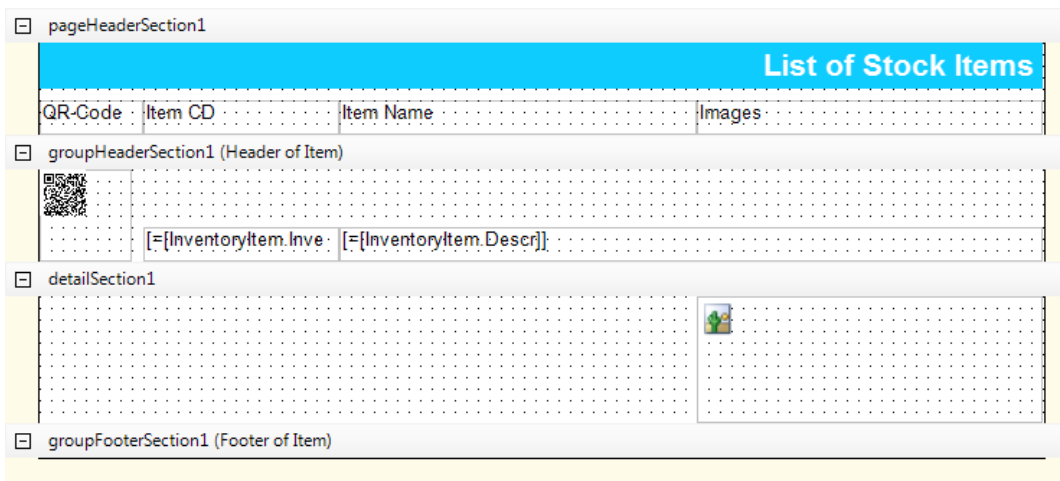 pageHeaderSection1
List of Stock Items
QR-Code Item CD Item Name Images
groupHeaderSection1 (Header of Item)
[=[InventoryItem.Inve [=[InventoryItem.Descr]]
detailSection1
groupFooterSection1 (Footer of Item)